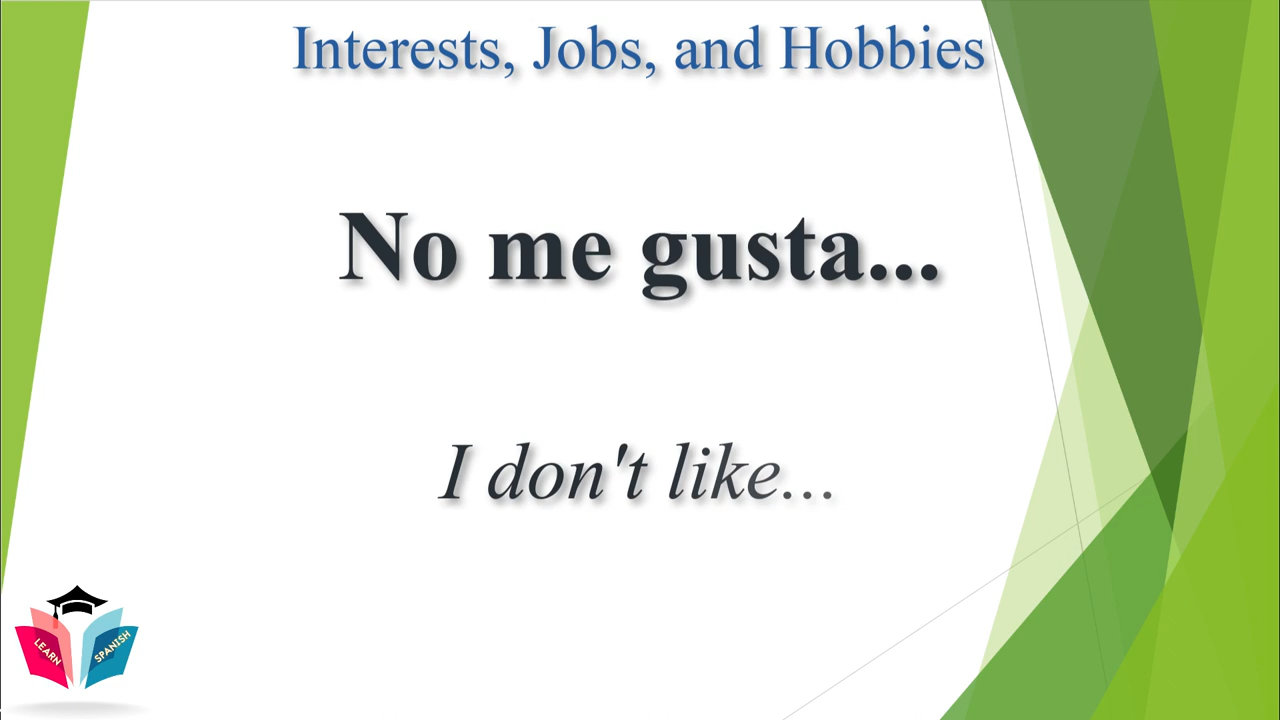 Interests, Jobs, and Hobbies
No me gusta...
I don't like...
LEARN
SPANISH